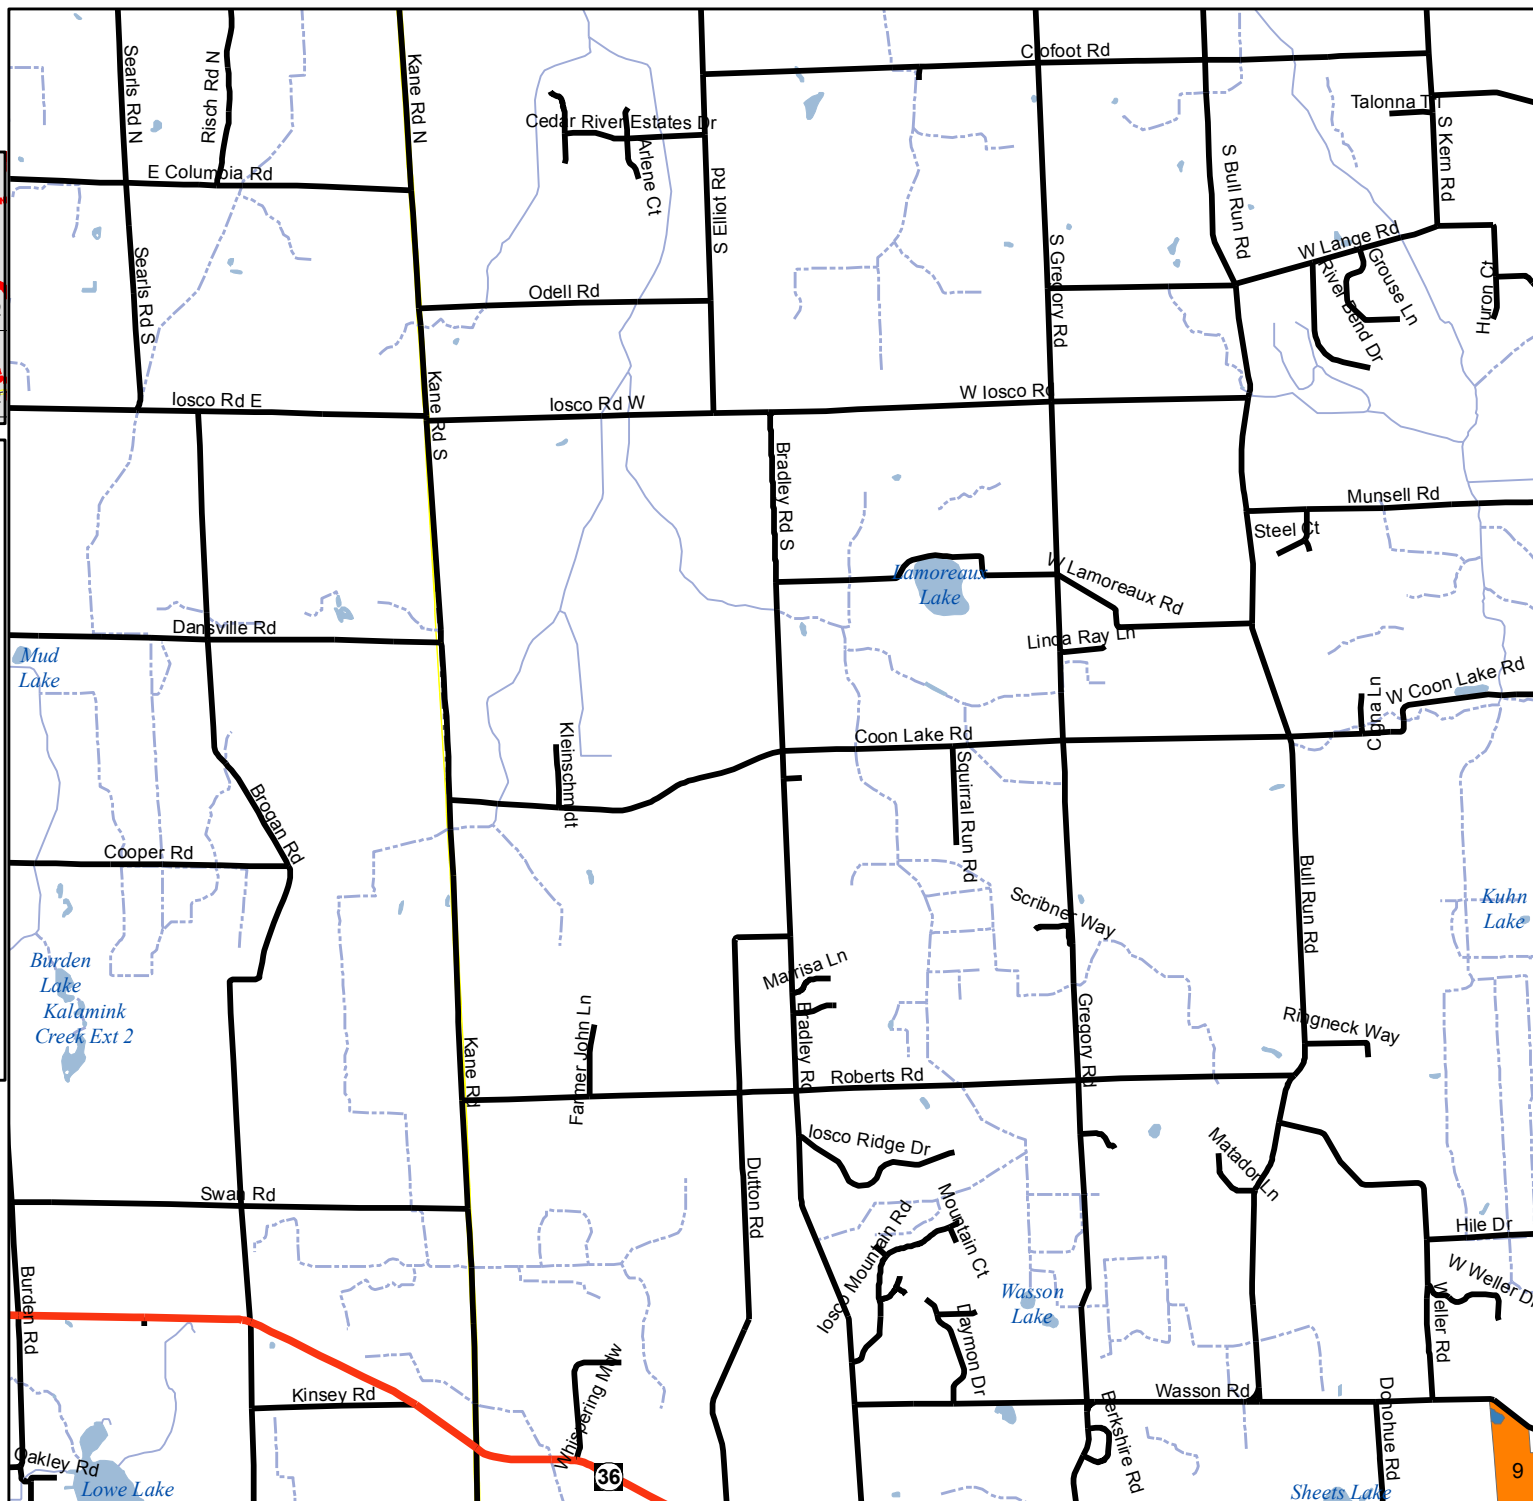 Clofoot Rd
Searls Rd N
Risch Rd N
Kane Rd N
Talonna Trl
Cedar River Estates Dr
S Kern Rd
Arlene Ct
S Bull Run Rd
E Columbia Rd
S Elliot Rd
W Lange Rd
S Gregory Rd
Grouse Ln
River Bend Dr
Huron Ct
Searls Rd S
Odell Rd
Iosco Rd E
Kane Rd S
Iosco Rd W
W Iosco Rd
Bradley Rd S
Munsell Rd
Steel Ct
Lamoreaux
Lake
W Lamoreaux Rd
Dansville Rd
Linda Ray Ln
Mud
Lake
W Coon Lake Rd
Kleinschmidt
Coon Lake Rd
Squirral Run Rd
Brogan Rd
Cooper Rd
Bull Run Rd
Kuhn
Lake
Scribner Way
Burden
Lake
Kalamink
Creek Ext 2
Marrisa Ln
Bradley Rd
Farmer John Ln
Gregory Rd
Ringneck Way
Kane Rd
Roberts Rd
Iosco Ridge Dr
Matador Ln
Dutton Rd
Swan Rd
Mountain Ct
Iosco Mountain Rd
Hile Dr
W Weller Dr
Wasson
Lake
Burden Rd
Weller Rd
Daymon Dr
Whispering Mdw
Kinsey Rd
Wasson Rd
Berkshire Rd
Donohue Rd
Oakley Rd
36
9
Lowe Lake
Sheets Lake